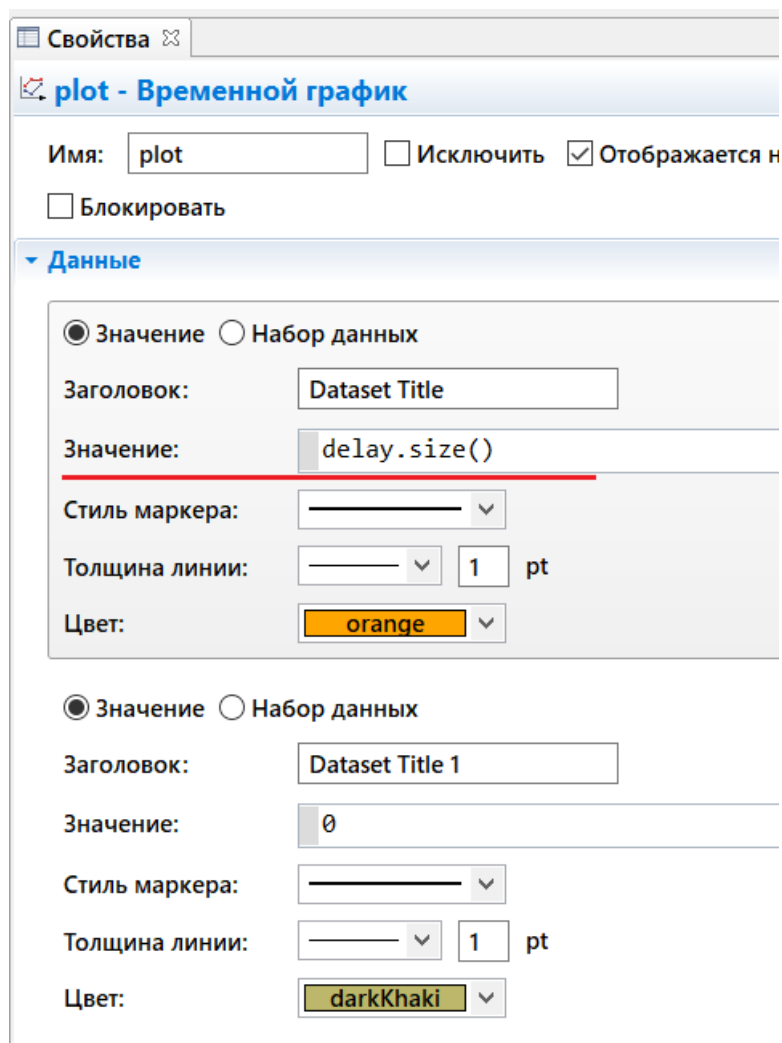 Свойства
plot - Временной график
Имя: plot Исключить Отображается н
Блокировать
Данные
Значение Набор данных
Заголовок: Dataset Title
Значение: delay.size()
Стиль маркера:
Толщина линии: 1 pt
Цвет: orange
Значение Набор данных
Заголовок: Dataset Title 1
Значение: 0
Стиль маркера:
Толщина линии: 1 pt
Цвет: darkKhaki